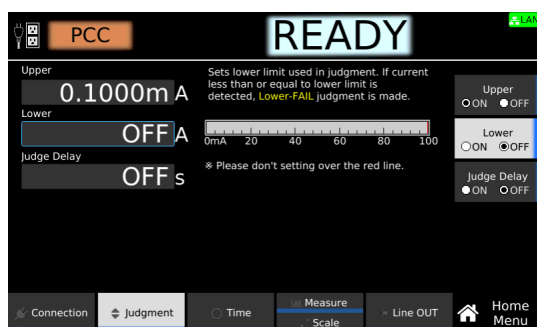 PCC
READY
LAN
Upper
0.1000m A
Lower
OFF A
Judge Delay
OFF s
Sets lower limit used in judgment. If current
less than or equal to lower limit is
detected, Lower-FAIL judgment is made.
0mA 20 40 60 80 100
※ Please don't setting over the red line.
Upper
ON OFF
Lower
ON OFF
Judge Delay
ON OFF
Connection
Judgment
Time
Measure
Scale
Line OUT
Home
Menu